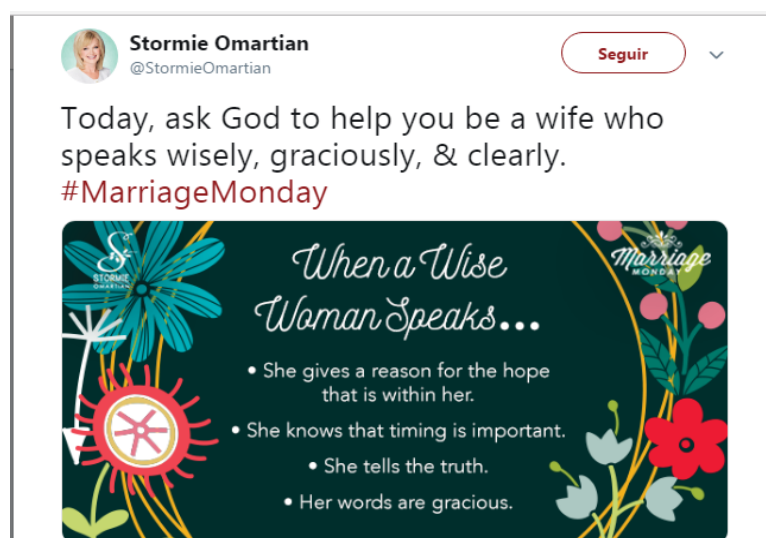 Stormie Omartian
@StormieOmartian
Seguir
Today, ask God to help you be a wife who
speaks wisely, graciously, & clearly.
#MarriageMonday
STORMIE
OMARTIAN
Marriage
MONDAY
When a Wise
Woman Speaks...
• She gives a reason for the hope
that is within her.
• She knows that timing is important.
• She tells the truth.
• Her words are gracious.